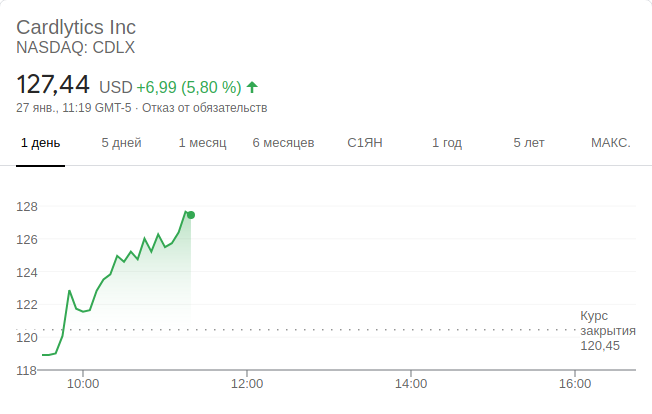 Cardlytics Inc
NASDAQ: CDLX
127,44 USD +6,99 (5,80 %)
27 янв., 11:19 GMT-5 · Отказ от обязательств
1 день 5 дней 1 месяц 6 месяцев С1ЯН 1 год 5 лет МАКС.
128
126
124
122
120
118
Курс
закрытия
120,45
10:00 12:00 14:00 16:00